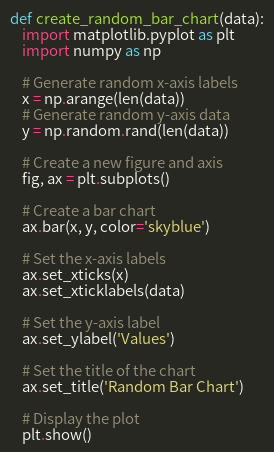 def create_random_bar_chart(data):
    import matplotlib.pyplot as plt
    import numpy as np

    # Generate random x-axis labels
    x = np.arange(len(data))
    # Generate random y-axis data
    y = np.random.rand(len(data))

    # Create a new figure and axis
    fig, ax = plt.subplots()

    # Create a bar chart
    ax.bar(x, y, color='skyblue')

    # Set the x-axis labels
    ax.set_xticks(x)
    ax.set_xticklabels(data)

    # Set the y-axis label
    ax.set_ylabel('Values')

    # Set the title of the chart
    ax.set_title('Random Bar Chart')

    # Display the plot
    plt.show()